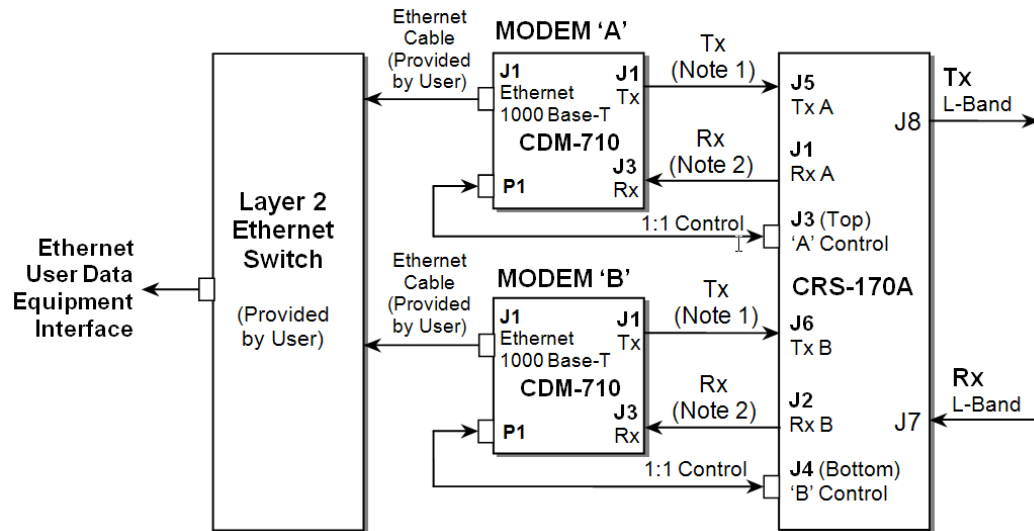 Ethernet
User Data
Equipment
Interface
Layer 2
Ethernet
Switch
(Provided
by User)
Ethernet
Cable
(Provided
by User)
MODEM ‘A’
J1
Ethernet
1000 Base-T
J1
Tx
CDM-710
J3
Rx
P1
Tx
(Note 1)
Rx
(Note 2)
1:1 Control
Ethernet
Cable
(Provided
by User)
MODEM ‘B’
J1
Ethernet
1000 Base-T
J1
Tx
CDM-710
J3
Rx
P1
Tx
(Note 1)
Rx
(Note 2)
1:1 Control
J5
Tx A
J1
Rx A
J3 (Top)
‘A’ Control
CRS-170A
J6
Tx B
J2
Rx B
J4 (Bottom)
‘B’ Control
J8
J7
Tx
L-Band
Rx
L-Band